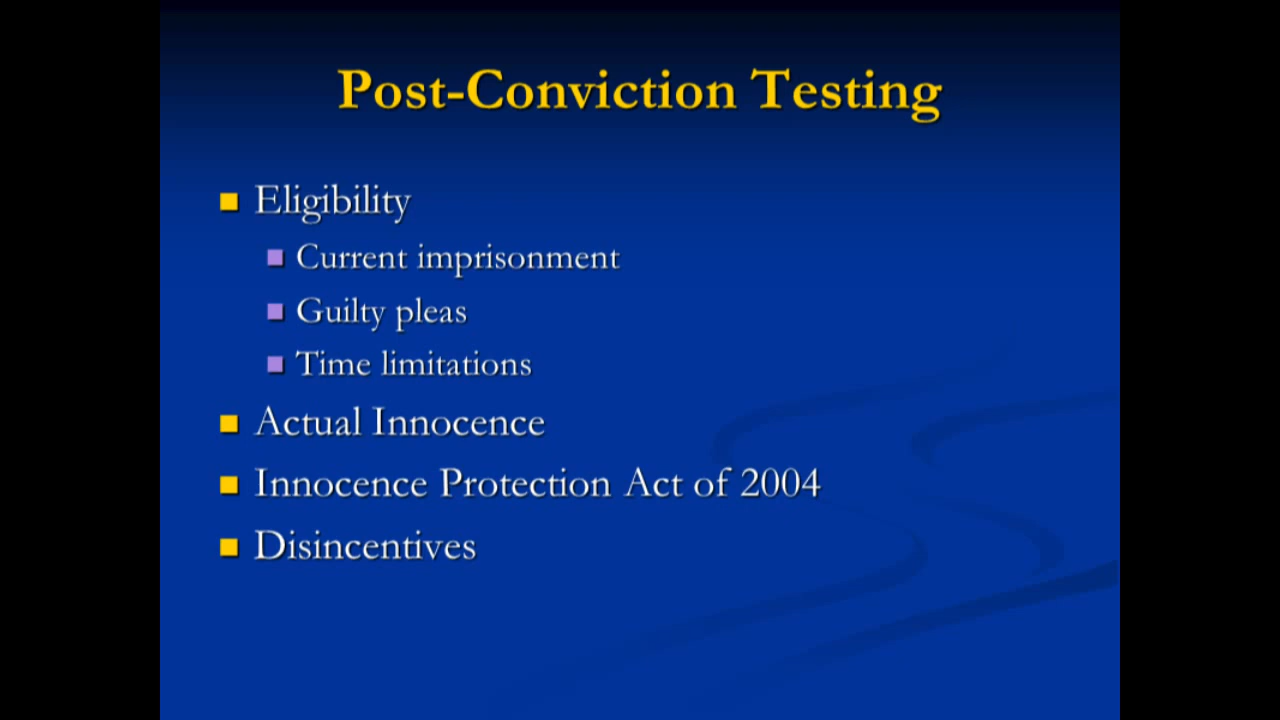 Post-Conviction Testing
Eligibility
Current imprisonment
Guilty pleas
Time limitations
Actual Innocence
Innocence Protection Act of 2004
Disincentives